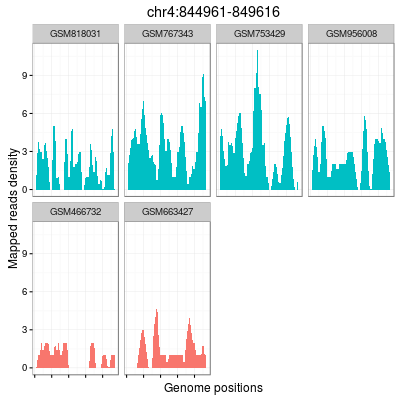 chr4:844961-849616
GSM818031 GSM767343 GSM753429 GSM956008
9
6
3
0
GSM466732 GSM663427
9
6
3
0
Mapped reads density
Genome positions